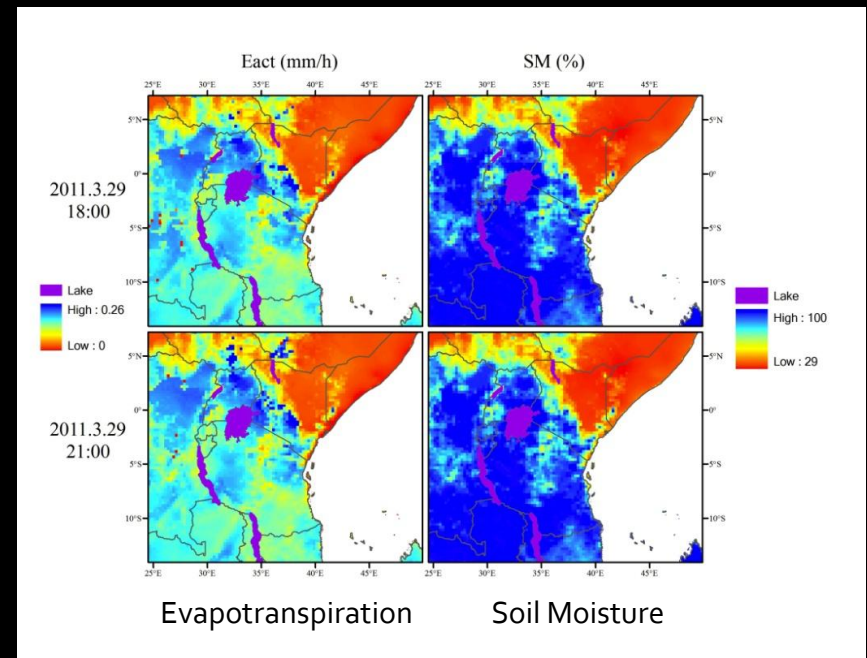 Eact (mm/h)
SM (%)
25°E 30°E 35°E 40°E 45°E
25°E 30°E 35°E 40°E 45°E
5°N
0°
5°S
10°S
5°N
0°
5°S
10°S
2011.3.29
18:00
Lake
High : 0.26
Low : 0
Lake
High : 100
Low : 29
5°N
0°
5°S
10°S
5°N
0°
5°S
10°S
2011.3.29
21:00
25°E 30°E 35°E 40°E 45°E
25°E 30°E 35°E 40°E 45°E
Evapotranspiration
Soil Moisture